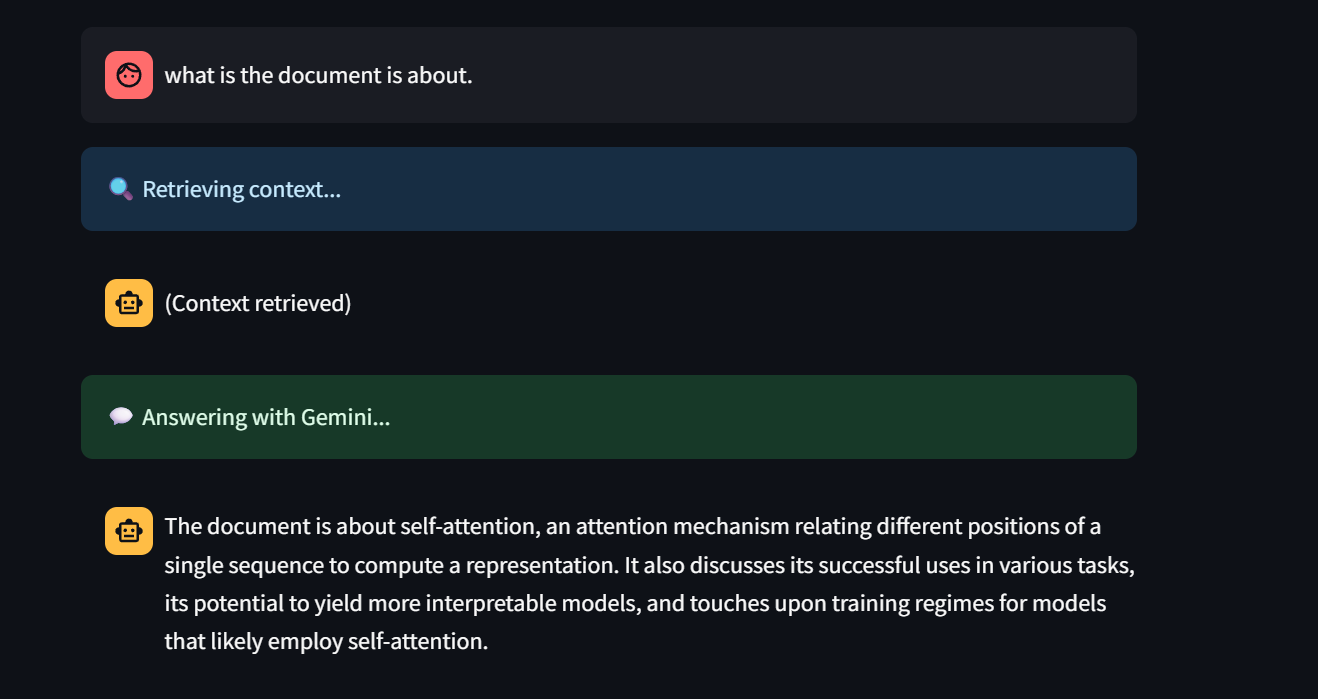 what is the document is about.
🔍 Retrieving context...
(Context retrieved)
💬 Answering with Gemini...
The document is about self-attention, an attention mechanism relating different positions of a
single sequence to compute a representation. It also discusses its successful uses in various tasks,
its potential to yield more interpretable models, and touches upon training regimes for models
that likely employ self-attention.